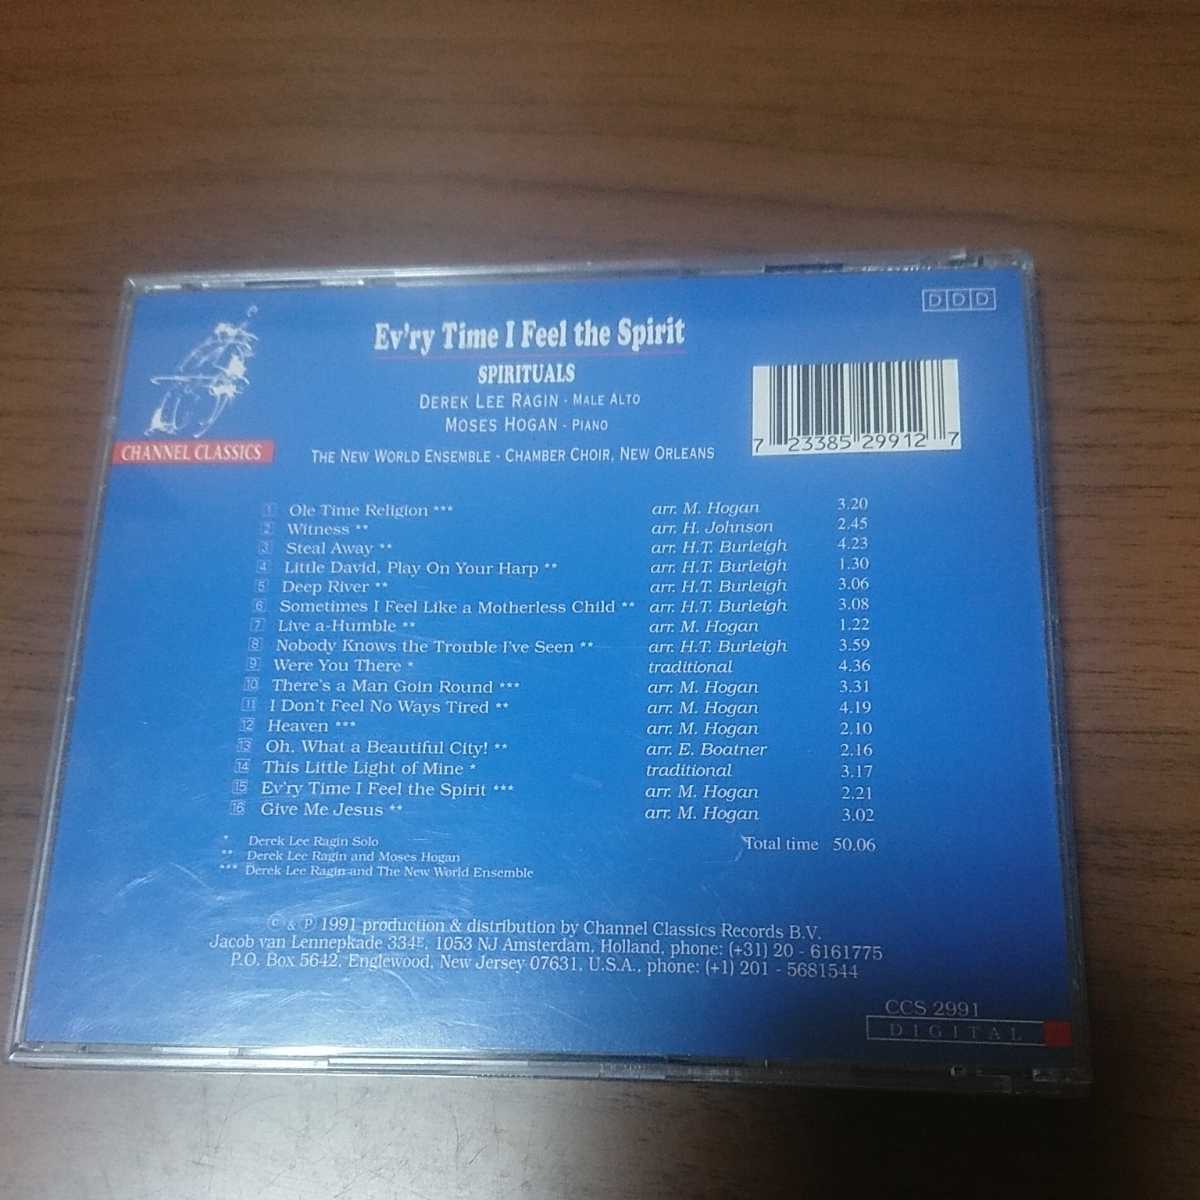 DDD
Ev'ry Time I Feel the Spirit
SPIRITUALS
DEREK LEE RAGIN · MALE ALTO
MOSES HOGAN · PIANO
THE NEW WORLD ENSEMBLE · CHAMBER CHOIR, NEW ORLEANS
CHANNEL CLASSICS
7 23385 29912 7
1 Ole Time Religion *** arr. M. Hogan 3.20
2 Witness ** arr. H. Johnson 2.45
3 Steal Away ** arr. H.T. Burleigh 4.23
4 Little David, Play On Your Harp ** arr. H.T. Burleigh 1.30
5 Deep River ** arr. H.T. Burleigh 3.06
6 Sometimes I Feel Like a Motherless Child ** arr. H.T. Burleigh 3.08
7 Live a-Humble ** arr. M. Hogan 1.22
8 Nobody Knows the Trouble I've Seen ** arr. H.T. Burleigh 3.59
9 Were You There * traditional 4.36
10 There's a Man Goin Round *** arr. M. Hogan 3.31
11 I Don't Feel No Ways Tired ** arr. M. Hogan 4.19
12 Heaven *** arr. M. Hogan 2.10
13 Oh, What a Beautiful City! ** arr. E. Boatner 2.16
14 This Little Light of Mine * traditional 3.17
15 Ev'ry Time I Feel the Spirit *** arr. M. Hogan 2.21
16 Give Me Jesus ** arr. M. Hogan 3.02
* Derek Lee Ragin Solo
** Derek Lee Ragin and Moses Hogan
*** Derek Lee Ragin and The New World Ensemble
Total time 50.06
© & ℗ 1991 production & distribution by Channel Classics Records B.V.
Jacob van Lennepkade 334E, 1053 NJ Amsterdam, Holland, phone: (+31) 20 - 6161775
P.O. Box 5642, Englewood, New Jersey 07631, U.S.A., phone: (+1) 201 - 5681544
CCS 2991
DIGITAL